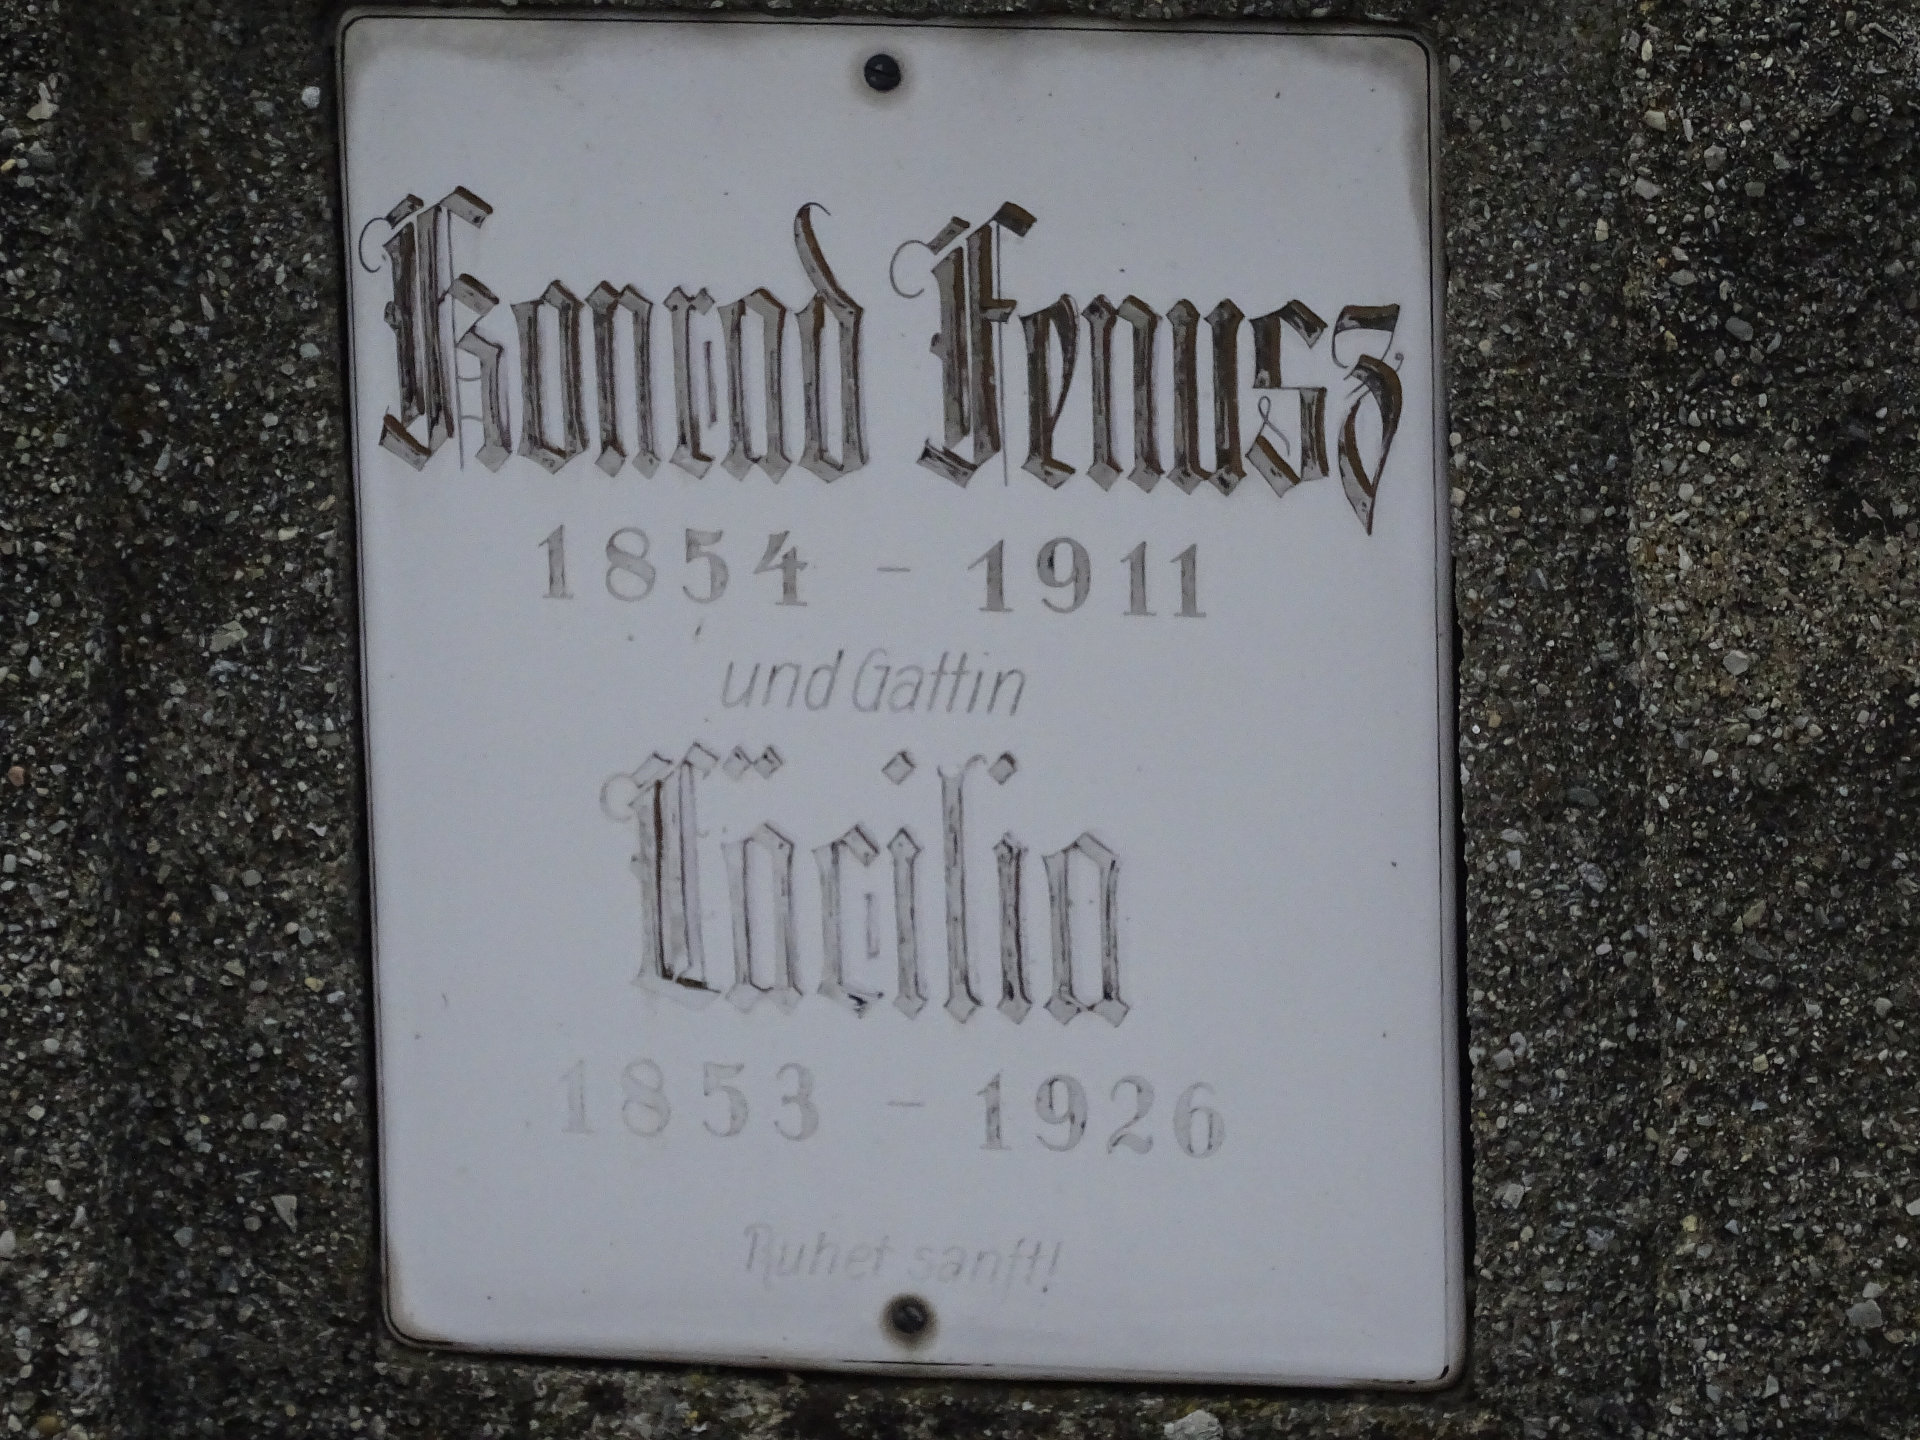 Konrad Fenusz
1854 - 1911
und Gattin
Cäcilia
1853 - 1926
Ruhet sanft!